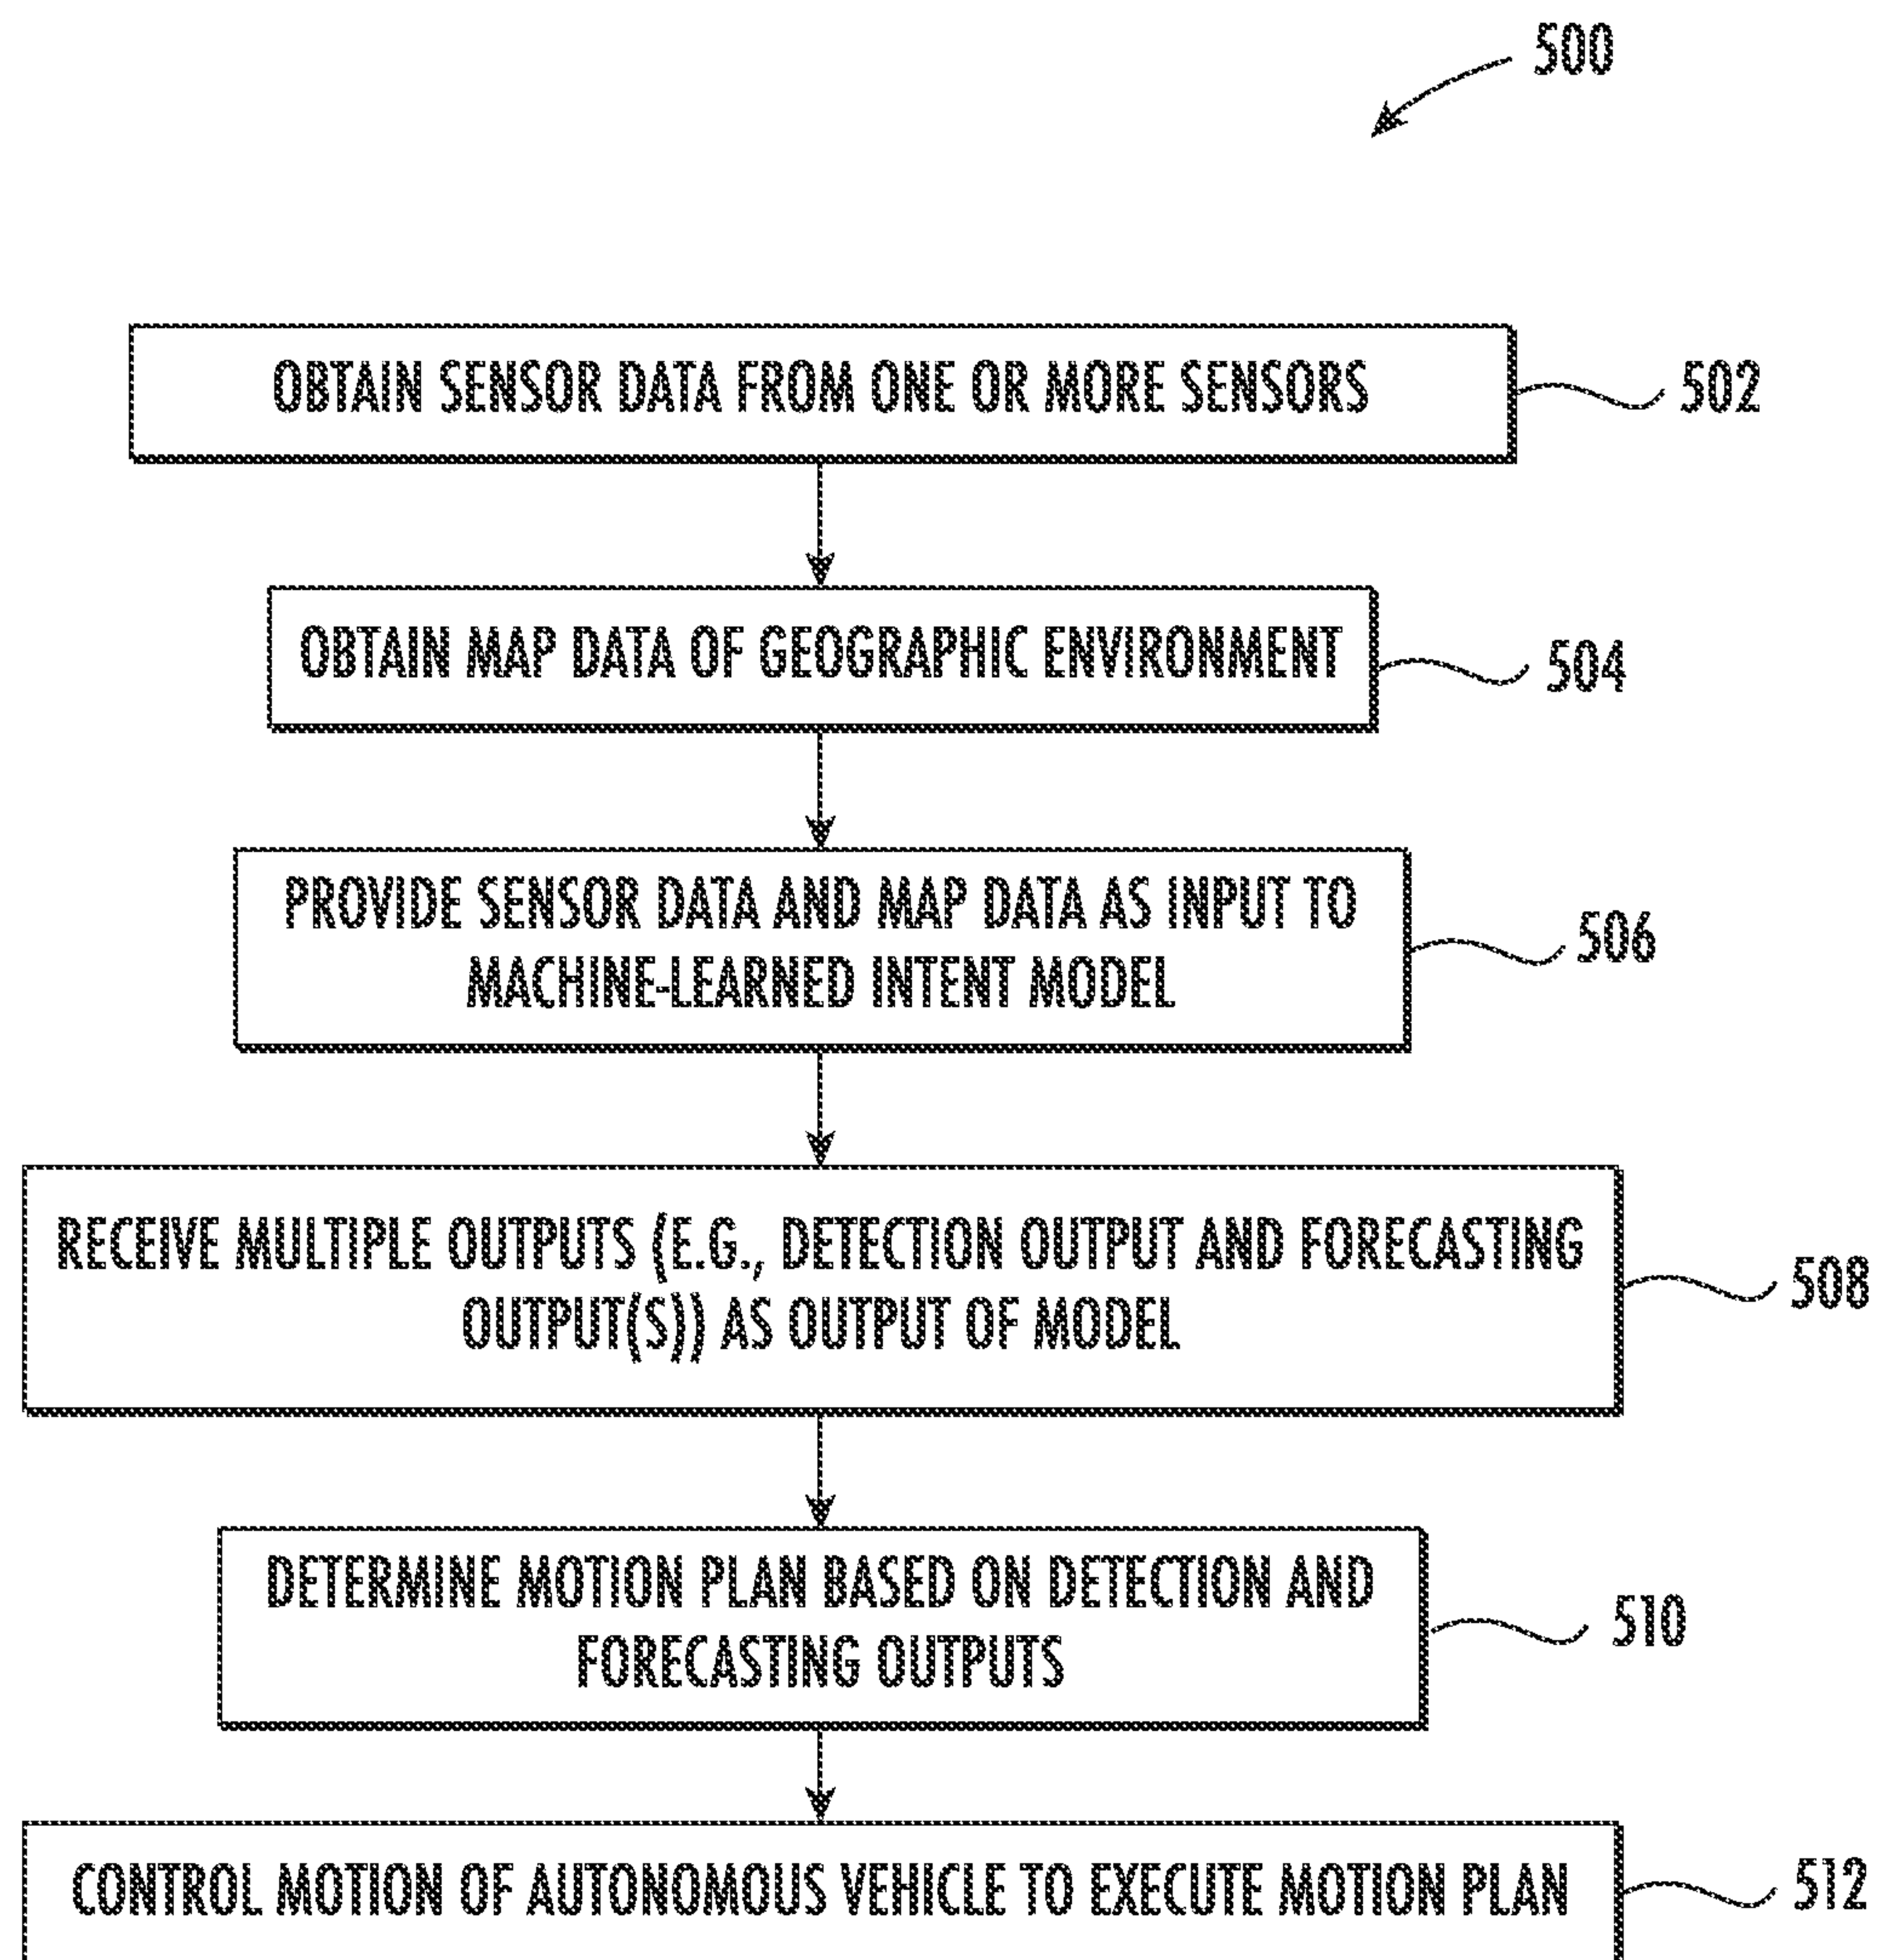 500
OBTAIN SENSOR DATA FROM ONE OR MORE SENSORS
502
OBTAIN MAP DATA OF GEOGRAPHIC ENVIRONMENT
504
PROVIDE SENSOR DATA AND MAP DATA AS INPUT TO
MACHINE-LEARNED INTENT MODEL
506
RECEIVE MULTIPLE OUTPUTS (E.G., DETECTION OUTPUT AND FORECASTING
OUTPUT(S)) AS OUTPUT OF MODEL
508
DETERMINE MOTION PLAN BASED ON DETECTION AND
FORECASTING OUTPUTS
510
CONTROL MOTION OF AUTONOMOUS VEHICLE TO EXECUTE MOTION PLAN
512